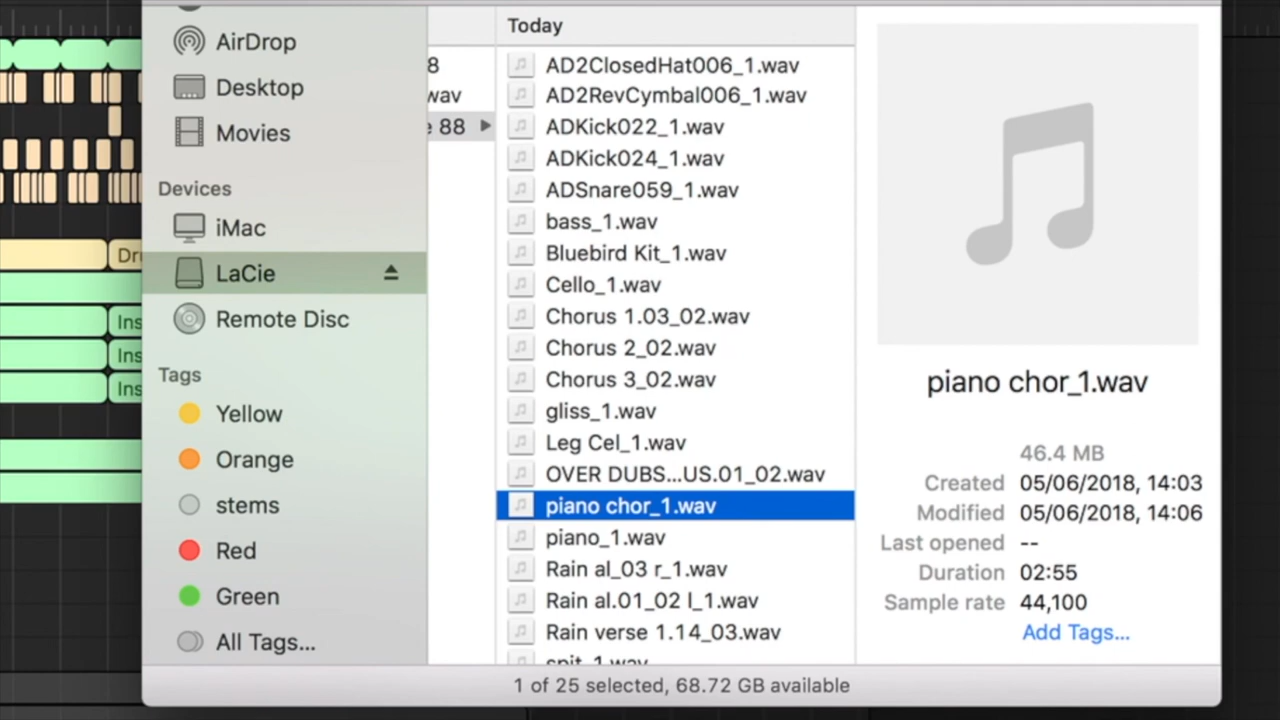 AirDrop
Desktop
Movies
Devices
iMac
LaCie
Remote Disc
Tags
Yellow
Orange
stems
Red
Green
All Tags...
8
wav
88
Today
AD2ClosedHat006_1.wav
AD2RevCymbal006_1.wav
ADKick022_1.wav
ADKick024_1.wav
ADSnare059_1.wav
bass_1.wav
Bluebird Kit_1.wav
Cello_1.wav
Chorus 1.03_02.wav
Chorus 2_02.wav
Chorus 3_02.wav
gliss_1.wav
Leg Cel_1.wav
OVER DUBS...US.01_02.wav
piano chor_1.wav
piano_1.wav
Rain al_03 r_1.wav
Rain al.01_02 l_1.wav
Rain verse 1.14_03.wav
spit_1.wav
piano chor_1.wav
46.4 MB
Created 05/06/2018, 14:03
Modified 05/06/2018, 14:06
Last opened --
Duration 02:55
Sample rate 44,100
Add Tags...
1 of 25 selected, 68.72 GB available
Dr
Ins
Ins
Ins